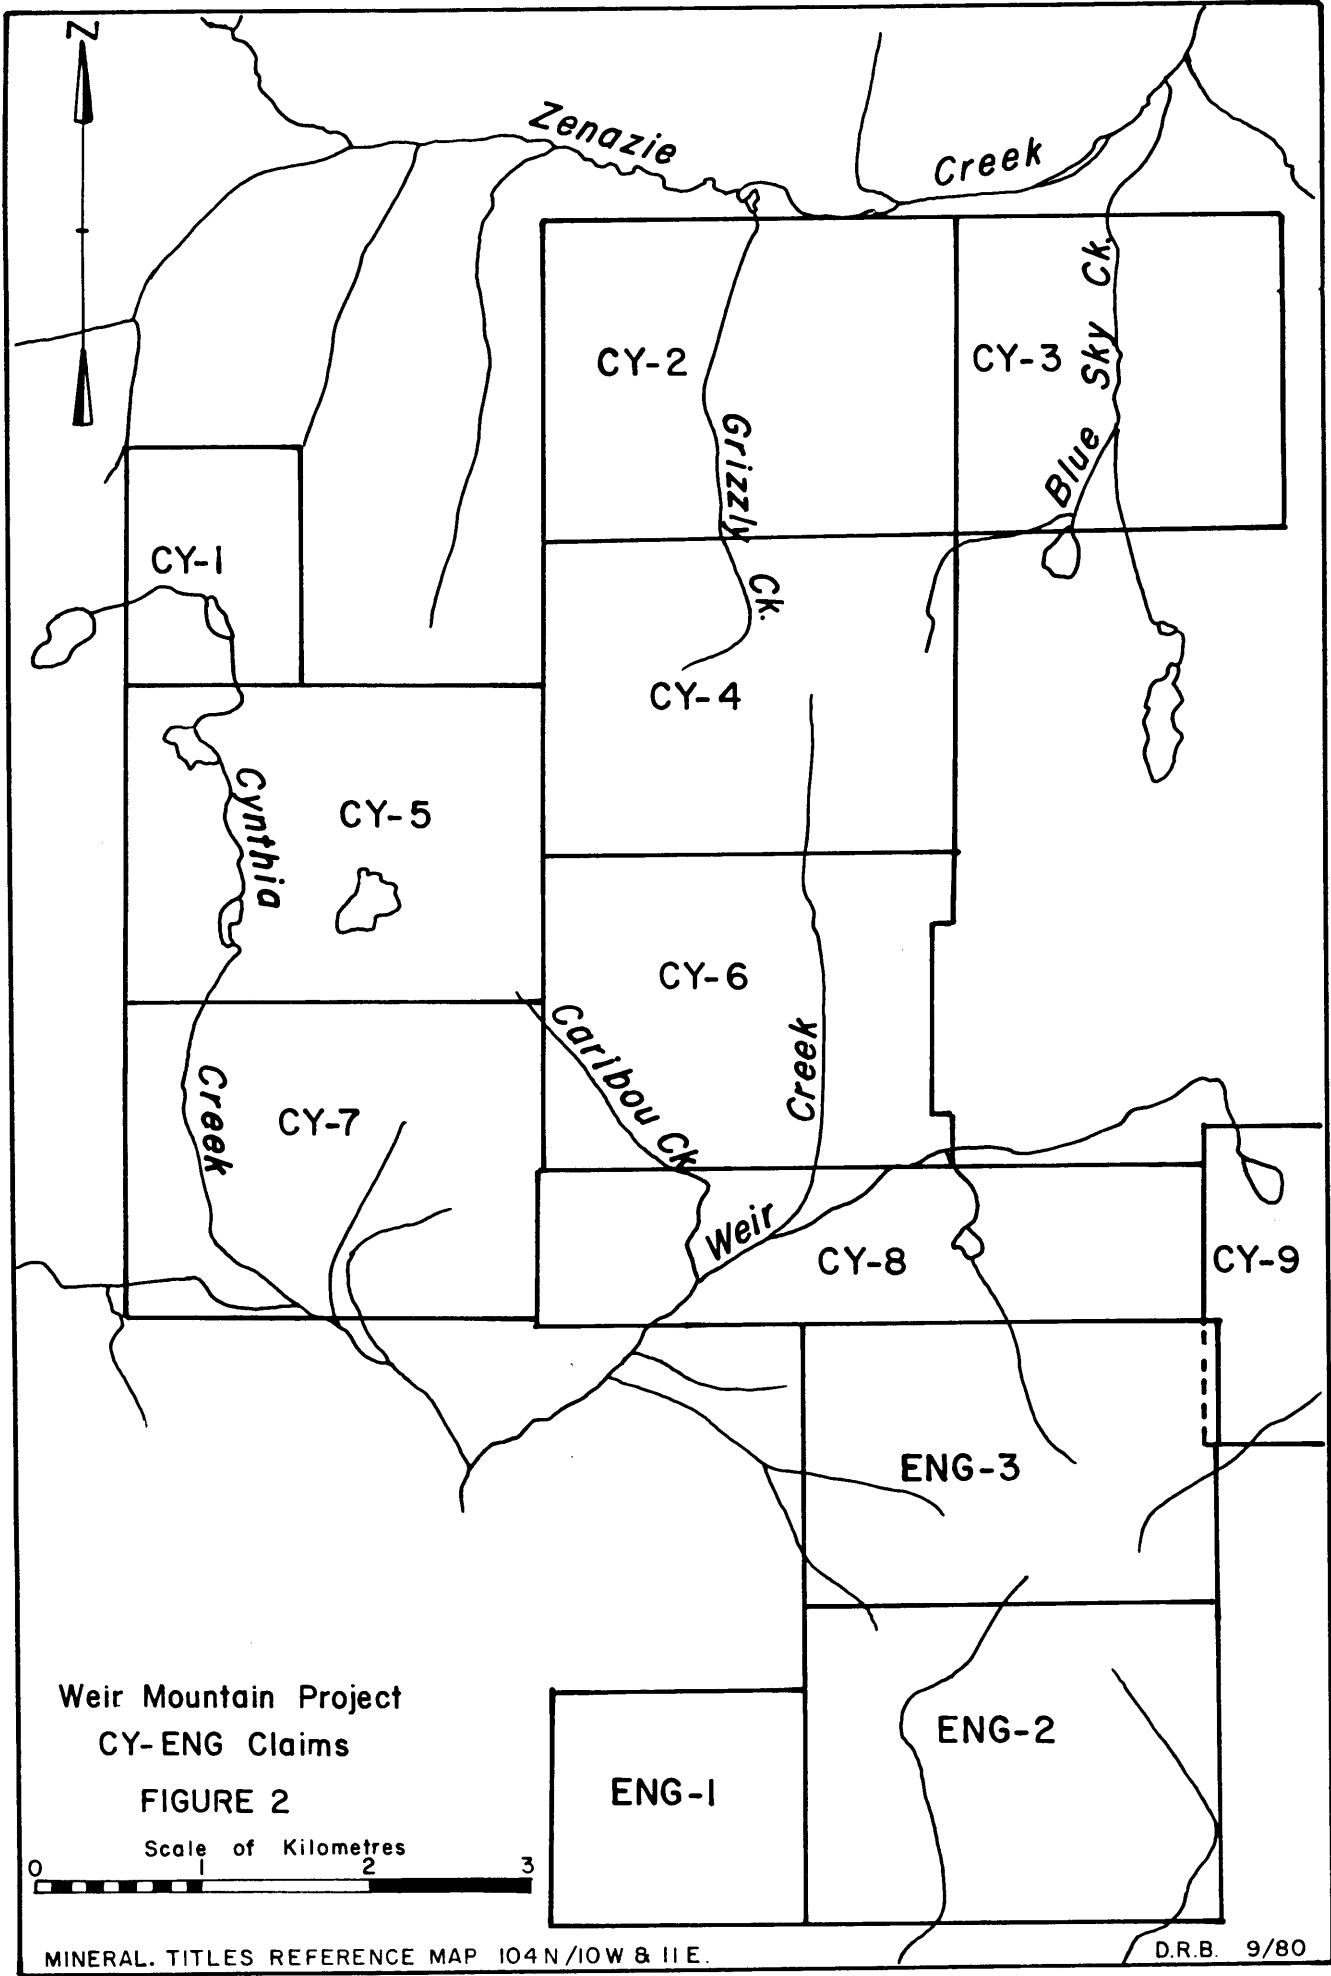 N
Zenazie Creek
CY-2
CY-3
Blue Sky Ck.
Grizzly Ck.
CY-1
CY-4
CY-5
Cynthia Creek
CY-6
Caribou Ck
CY-7
Weir Creek
CY-8
CY-9
ENG-3
ENG-2
ENG-1
Weir Mountain Project
CY-ENG Claims
FIGURE 2
Scale of Kilometres
0 1 2 3
MINERAL. TITLES REFERENCE MAP 104N/10W & 11E.
D.R.B. 9/80